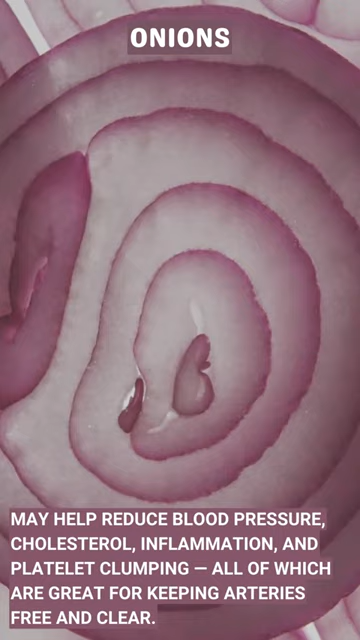 ONIONS
MAY HELP REDUCE BLOOD PRESSURE,
CHOLESTEROL, INFLAMMATION, AND
PLATELET CLUMPING — ALL OF WHICH
ARE GREAT FOR KEEPING ARTERIES
FREE AND CLEAR.